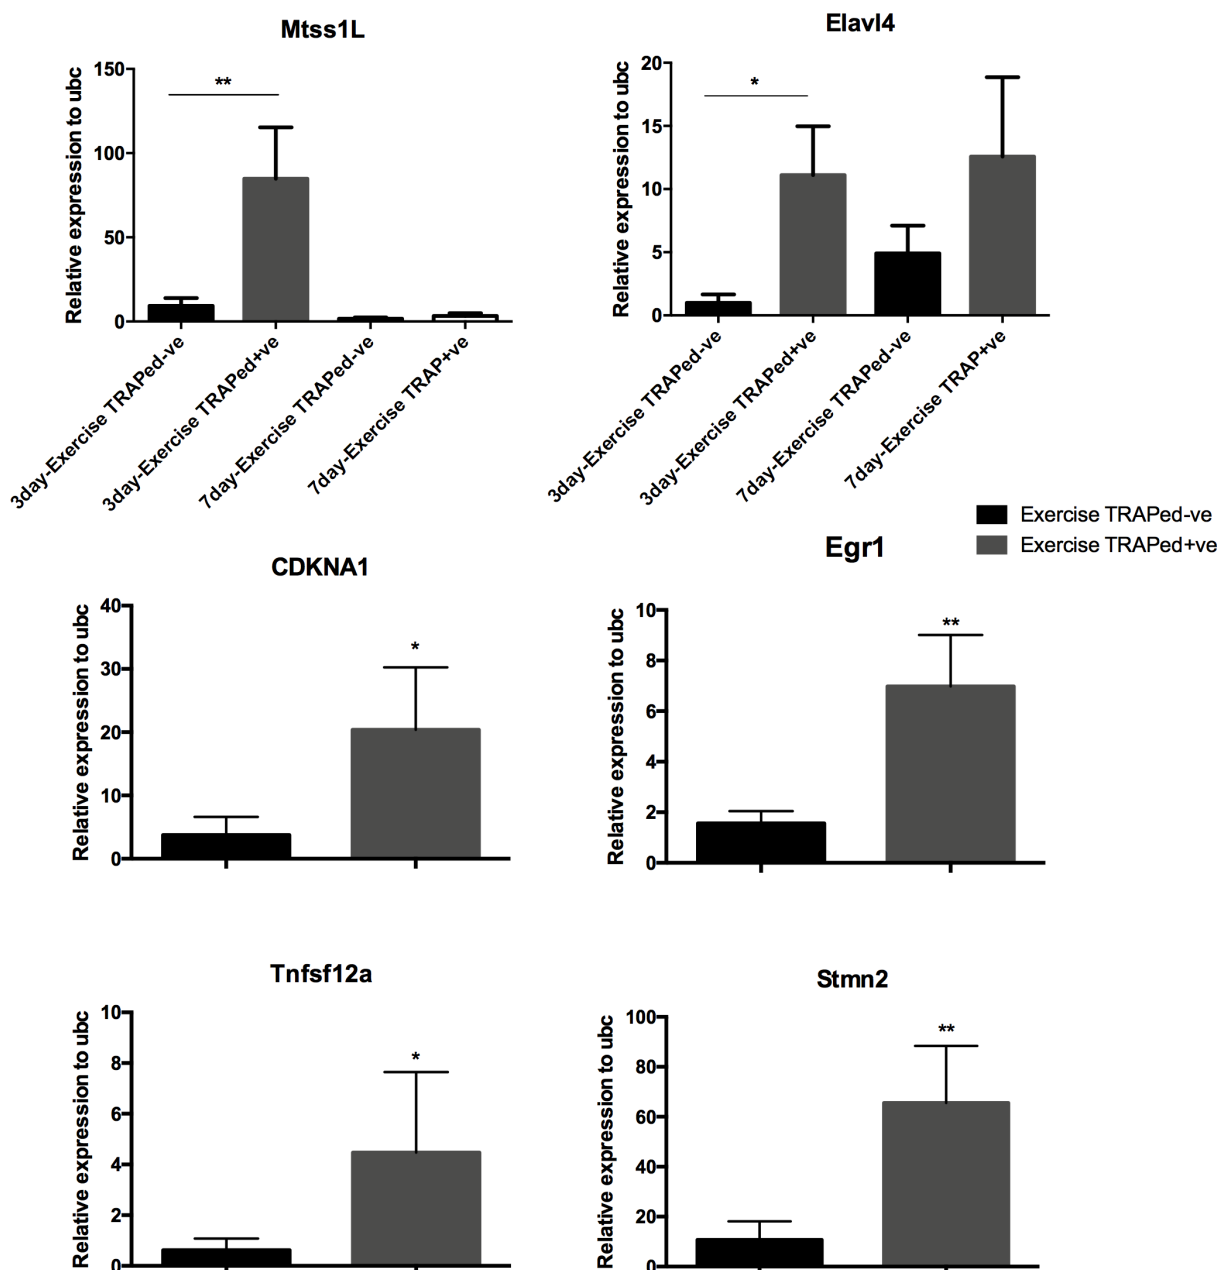 Mtss1L
Relative expression to ubc
150
100
50
0
**
3day-Exercise TRAPed-ve
3day-Exercise TRAPed+ve
7day-Exercise TRAPed-ve
7day-Exercise TRAP+ve
Elavl4
Relative expression to ubc
20
15
10
5
0
*
3day-Exercise TRAPed-ve
3day-Exercise TRAPed+ve
7day-Exercise TRAPed-ve
7day-Exercise TRAP+ve
Exercise TRAPed-ve
Exercise TRAPed+ve
CDKNA1
Relative expression to ubc
40
30
20
10
0
*
Egr1
Relative expression to ubc
10
8
6
4
2
0
**
Tnfsf12a
Relative expression to ubc
10
8
6
4
2
0
*
Stmn2
Relative expression to ubc
100
80
60
40
20
0
**